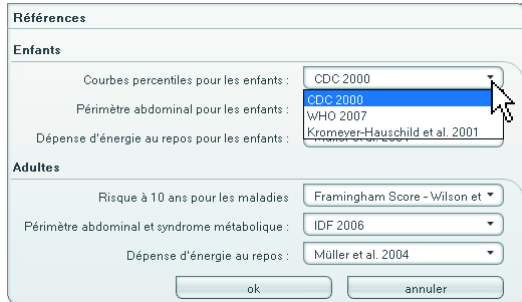 Références
Enfants
Courbes percentiles pour les enfants : CDC 2000
CDC 2000
Périmètre abdominal pour les enfants : WHO 2007
Kromeyer-Hauschild et al. 2001
Dépense d'énergie au repos pour les enfants :
Adultes
Risque à 10 ans pour les maladies Framingham Score - Wilson et
Périmètre abdominal et syndrome métabolique : IDF 2006
Dépense d'énergie au repos : Müller et al. 2004
ok annuler